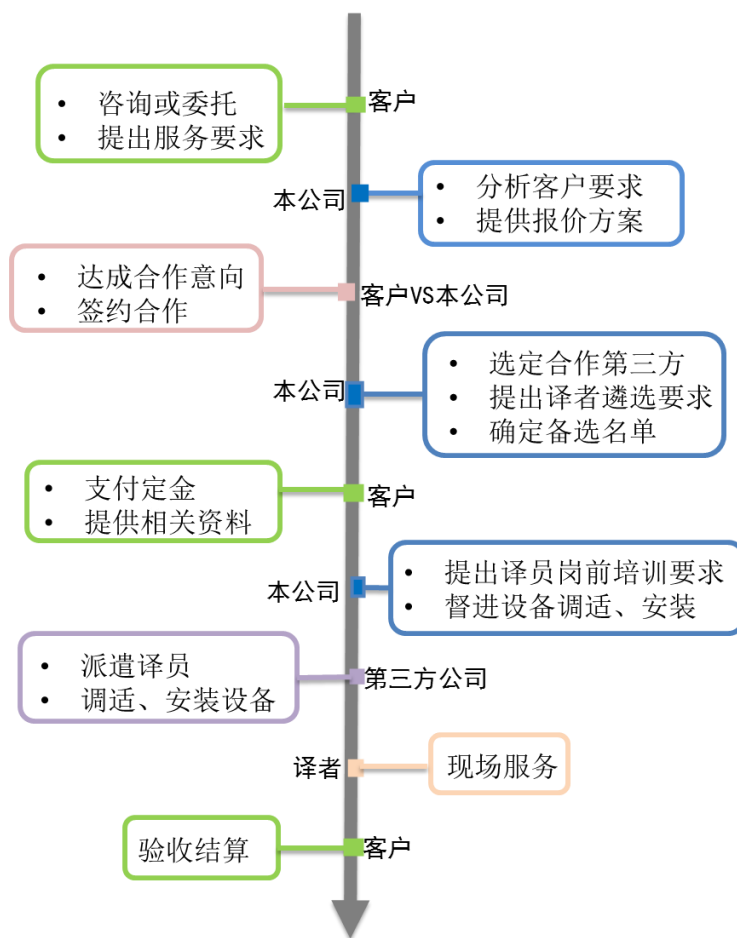 客户
• 咨询或委托
• 提出服务要求
本公司
• 分析客户要求
• 提供报价方案
客户VS本公司
• 达成合作意向
• 签约合作
本公司
• 选定合作第三方
• 提出译者遴选要求
• 确定备选名单
客户
• 支付定金
• 提供相关资料
本公司
• 提出译员岗前培训要求
• 督进设备调适、安装
第三方公司
• 派遣译员
• 调适、安装设备
译者
现场服务
客户
验收结算